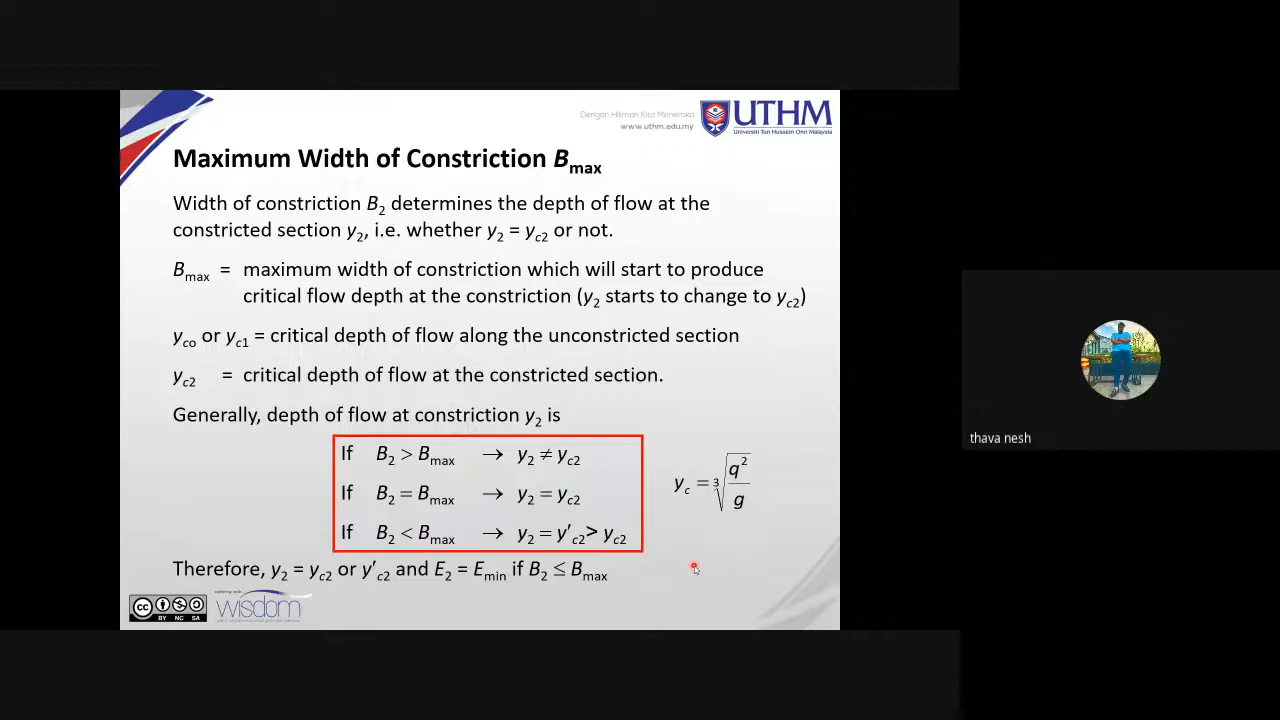 Dengan Hikmah Kita Meneroka
www.uthm.edu.my
UTHM
Universiti Tun Hussein Onn Malaysia
Maximum Width of Constriction Bmax
Width of constriction B2 determines the depth of flow at the
constricted section y2, i.e. whether y2 = yc2 or not.
Bmax = maximum width of constriction which will start to produce
critical flow depth at the constriction (y2 starts to change to yc2)
yco or yc1 = critical depth of flow along the unconstricted section
yc2 = critical depth of flow at the constricted section.
Generally, depth of flow at constriction y2 is
If B2 > Bmax → y2 ≠ yc2
If B2 = Bmax → y2 = yc2
If B2 < Bmax → y2 = y′c2> yc2
yc = ∛(q²/g)
Therefore, y2 = yc2 or y′c2 and E2 = Emin if B2 ≤ Bmax
cc BY NC SA
wisdom
thava nesh